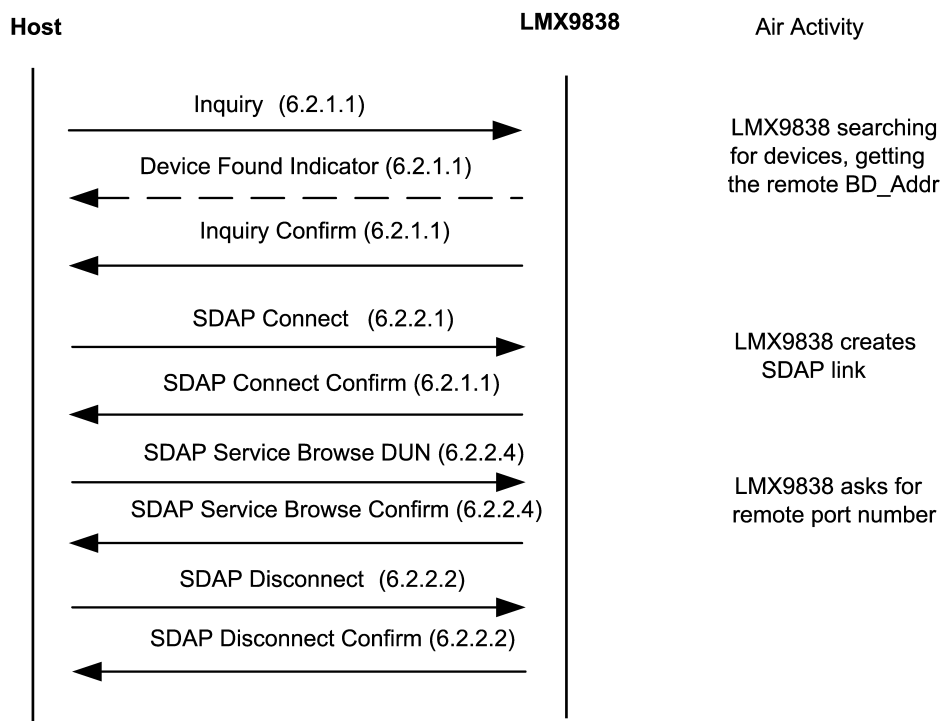 Host
LMX9838
Air Activity
Inquiry (6.2.1.1)
LMX9838 searching
for devices, getting
the remote BD_Addr
Device Found Indicator (6.2.1.1)
Inquiry Confirm (6.2.1.1)
SDAP Connect (6.2.2.1)
LMX9838 creates
SDAP link
SDAP Connect Confirm (6.2.1.1)
SDAP Service Browse DUN (6.2.2.4)
LMX9838 asks for
remote port number
SDAP Service Browse Confirm (6.2.2.4)
SDAP Disconnect (6.2.2.2)
SDAP Disconnect Confirm (6.2.2.2)